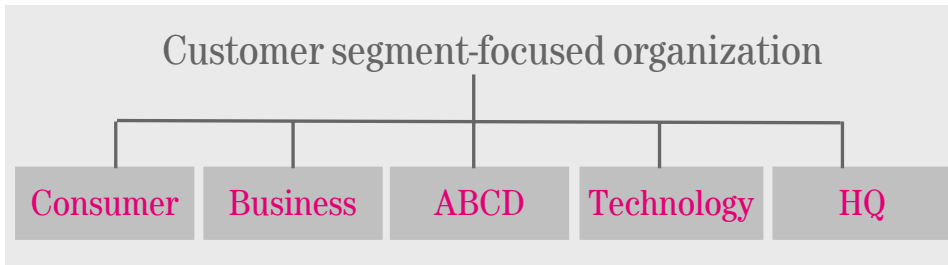 Customer segment-focused organization
Consumer Business ABCD Technology HQ